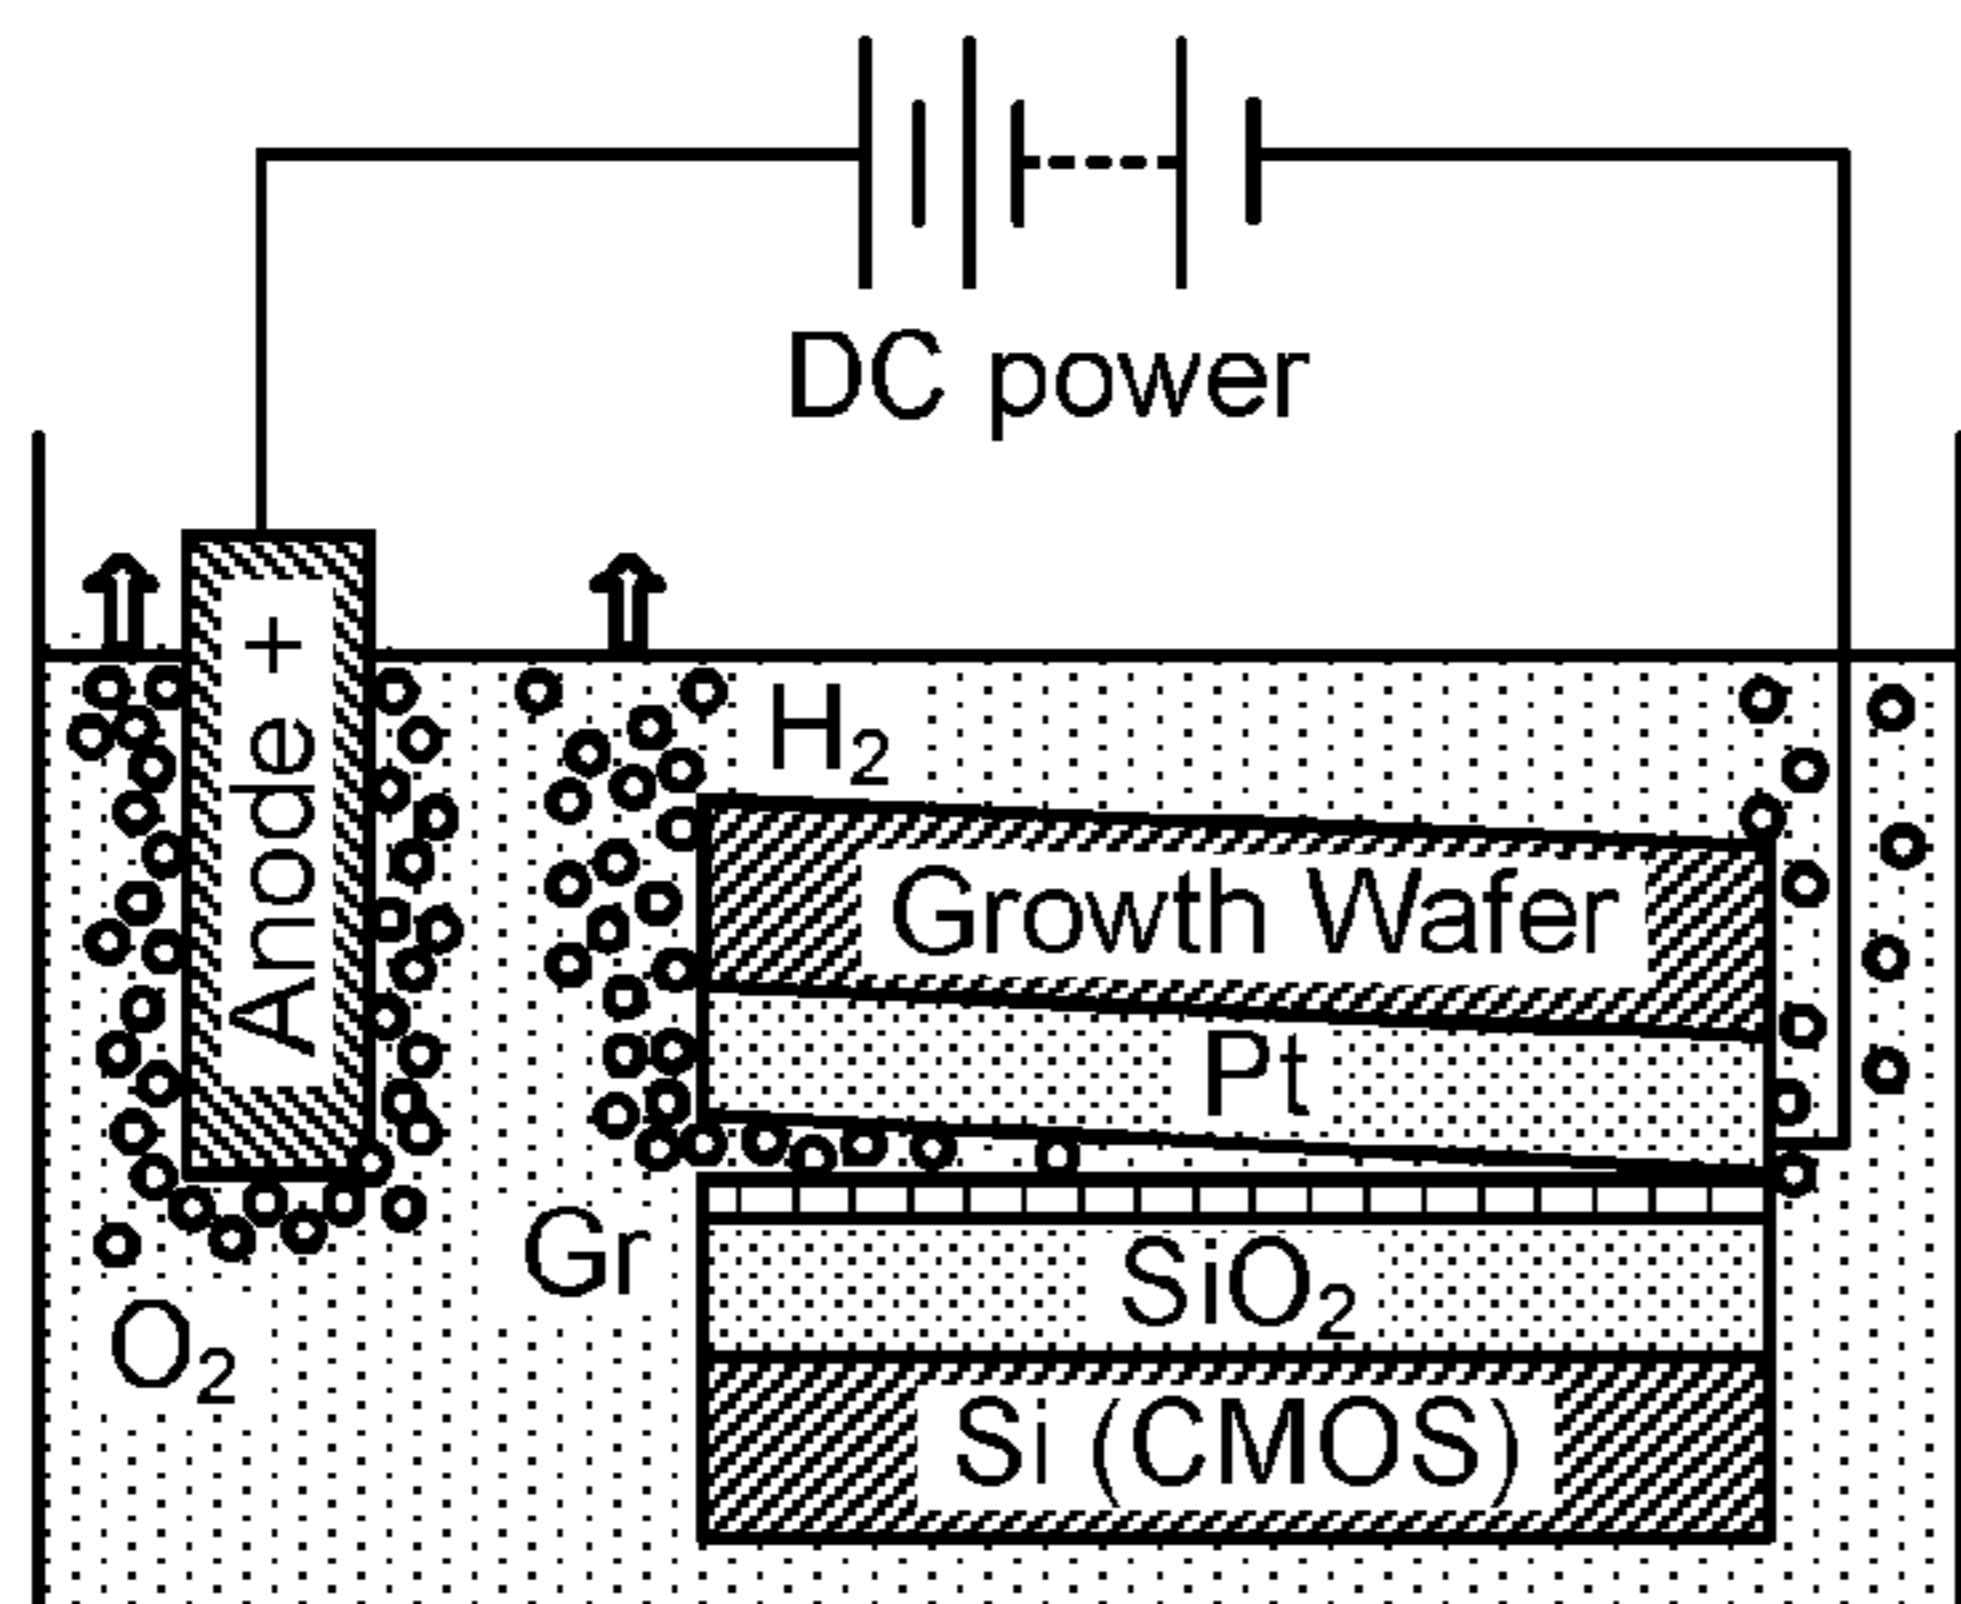 DC power
Anode +
H₂
Growth Wafer
Pt
Gr
SiO₂
O₂
Si (CMOS)